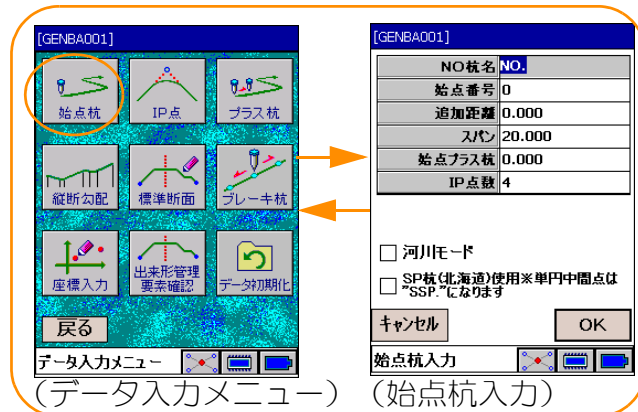 [GENBA001]
始点杭
IP点
プラス杭
縦断勾配
標準断面
ブレーキ杭
座標入力
出来形管理
要素確認
データ初期化
戻る
データ入力メニュー
(データ入力メニュー)
[GENBA001]
NO杭名 NO.
始点番号 0
追加距離 0.000
スパン 20.000
始点プラス杭 0.000
IP点数 4
河川モード
SP杭(北海道)使用※単円中間点は
"SSP."になります
キャンセル
OK
始点杭入力
(始点杭入力)